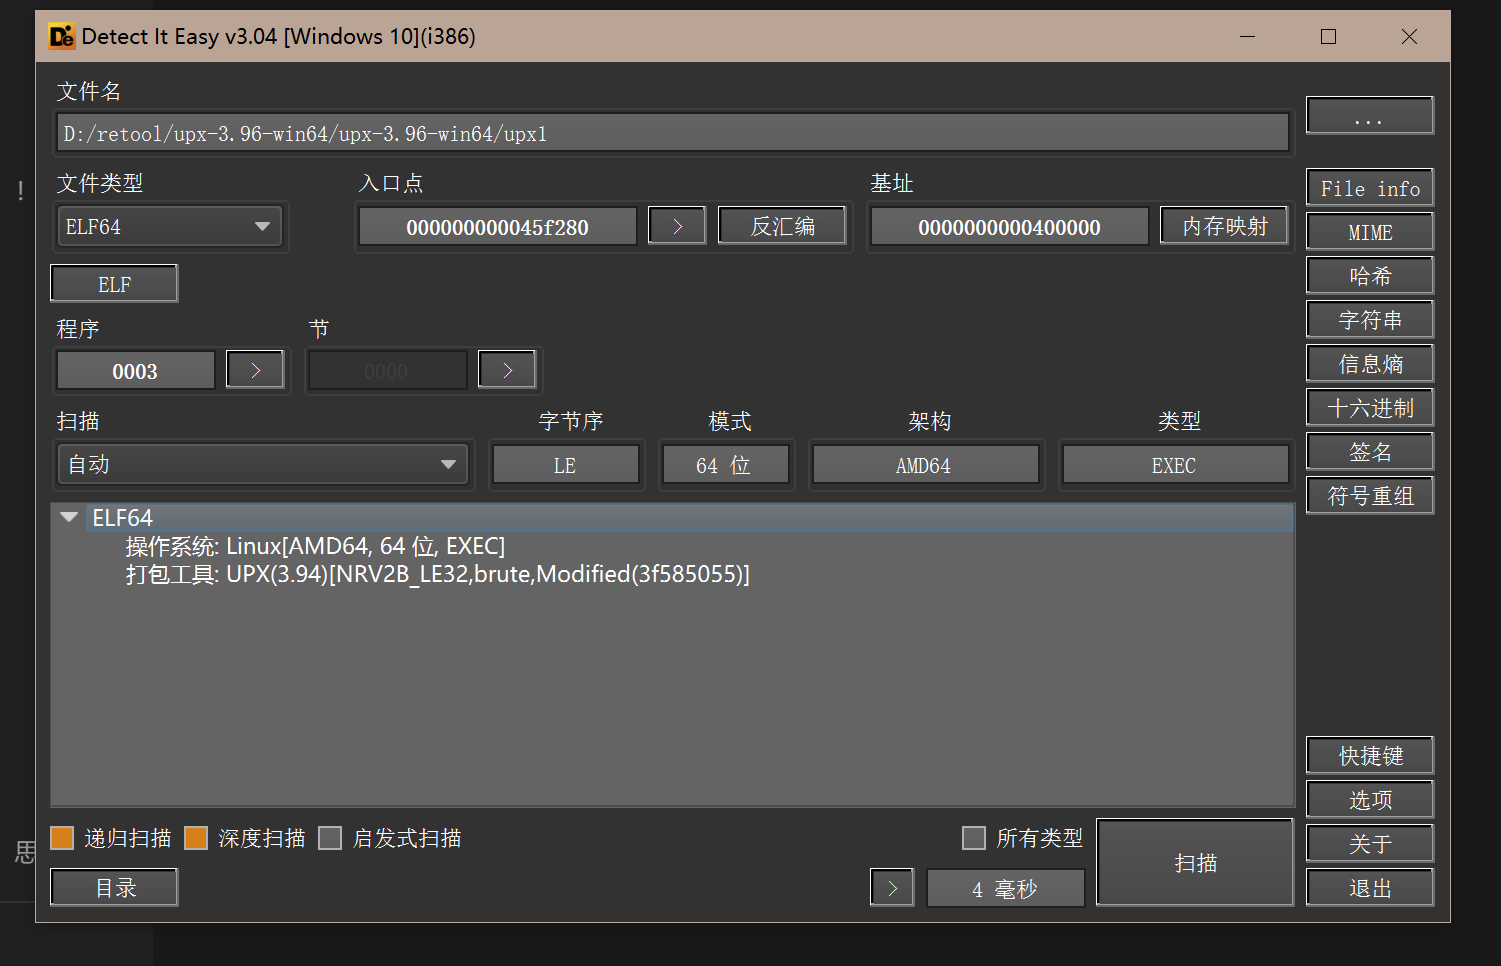 Detect It Easy v3.04 [Windows 10](i386)
文件名
D:/retool/upx-3.96-win64/upx-3.96-win64/upx1
...
文件类型 入口点 基址
ELF64 000000000045f280 > 反汇编 0000000000400000 内存映射
File info
MIME
哈希
字符串
信息熵
十六进制
签名
符号重组
ELF
程序 节
0003 > 0000 >
扫描 字节序 模式 架构 类型
自动 LE 64 位 AMD64 EXEC
ELF64
操作系统: Linux[AMD64, 64 位, EXEC]
打包工具: UPX(3.94)[NRV2B_LE32,brute,Modified(3f585055)]
快捷键
选项
关于
退出
递归扫描 深度扫描 启发式扫描 所有类型
扫描
目录 > 4 毫秒
!
思